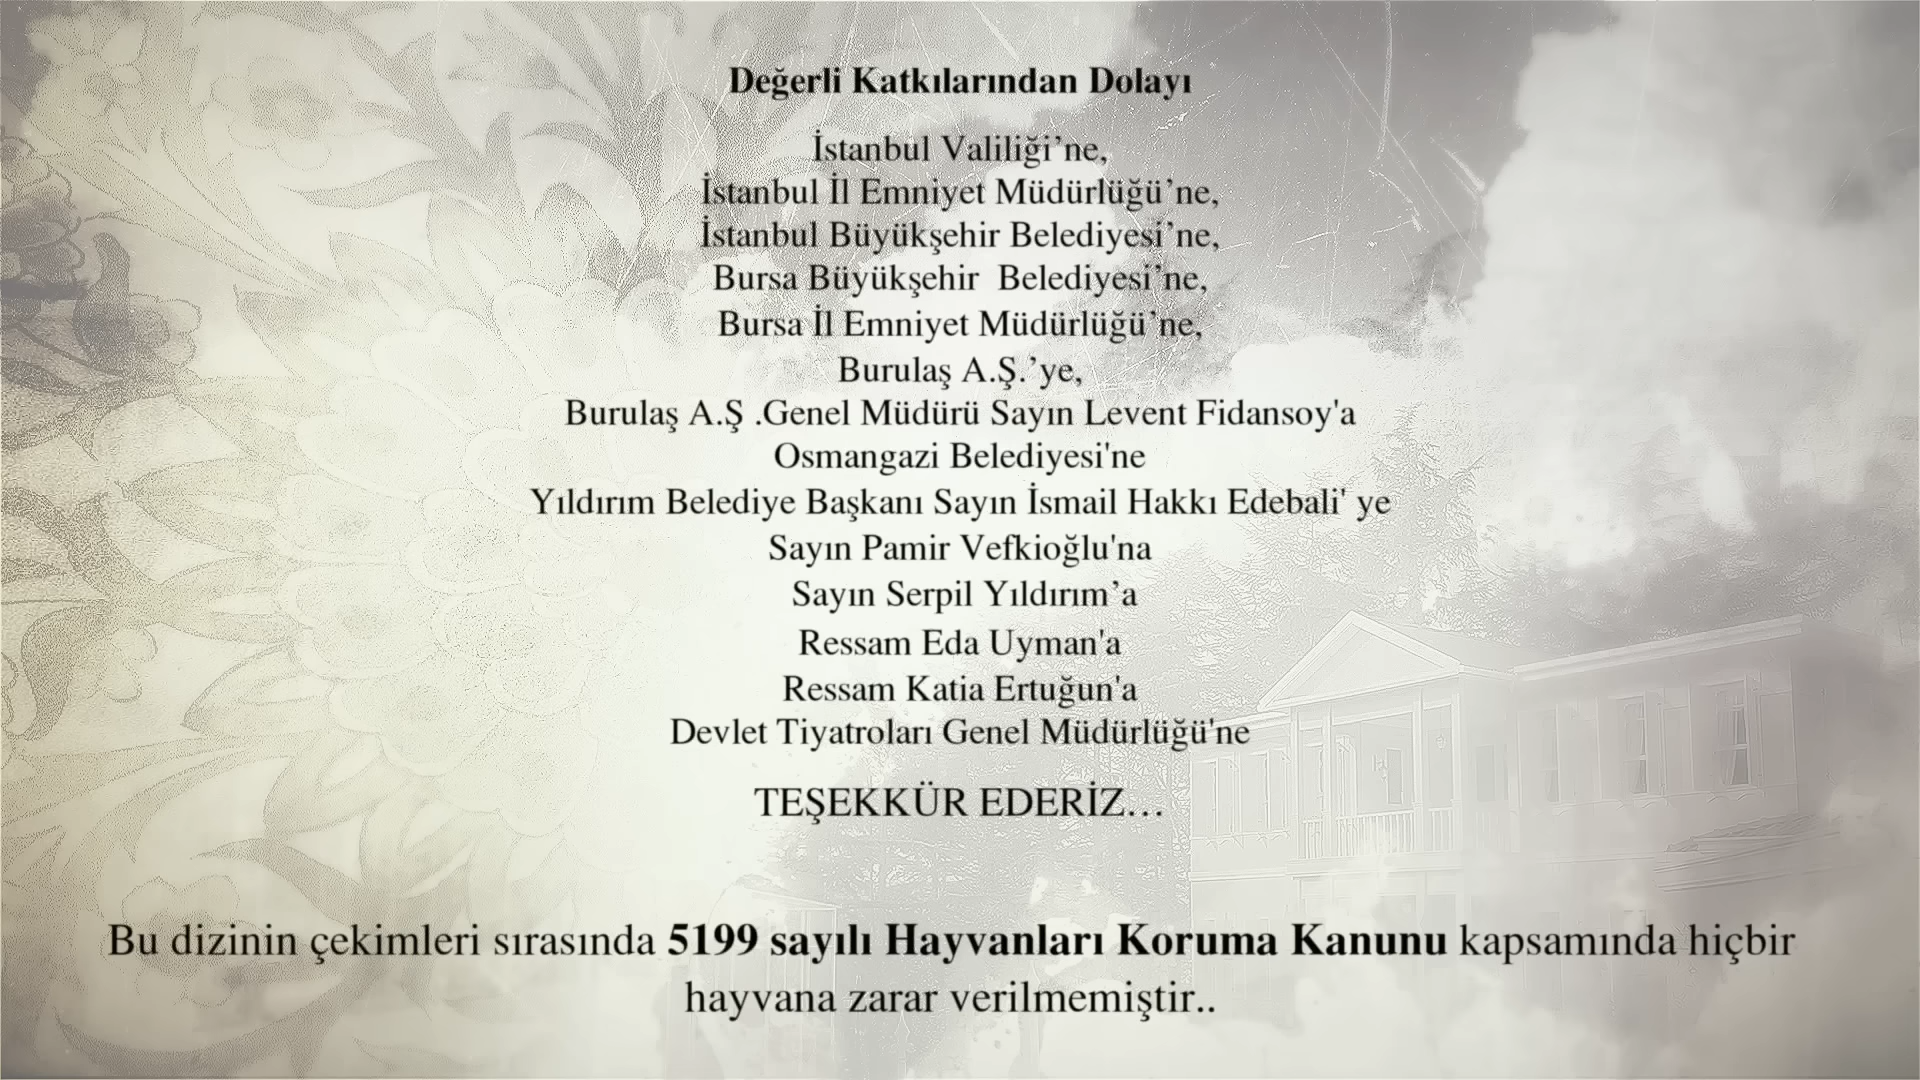 Değerli Katkılarından Dolayı
İstanbul Valiliği’ne,
İstanbul İl Emniyet Müdürlüğü’ne,
İstanbul Büyükşehir Belediyesi’ne,
Bursa Büyükşehir  Belediyesi’ne,
Bursa İl Emniyet Müdürlüğü’ne,
Burulaş A.Ş.’ye,
Burulaş A.Ş .Genel Müdürü Sayın Levent Fidansoy'a
Osmangazi Belediyesi'ne
Yıldırım Belediye Başkanı Sayın İsmail Hakkı Edebali' ye
Sayın Pamir Vefkioğlu'na
Sayın Serpil Yıldırım’a
Ressam Eda Uyman'a
Ressam Katia Ertuğun'a
Devlet Tiyatroları Genel Müdürlüğü'ne
TEŞEKKÜR EDERİZ…
Bu dizinin çekimleri sırasında 5199 sayılı Hayvanları Koruma Kanunu kapsamında hiçbir
hayvana zarar verilmemiştir..